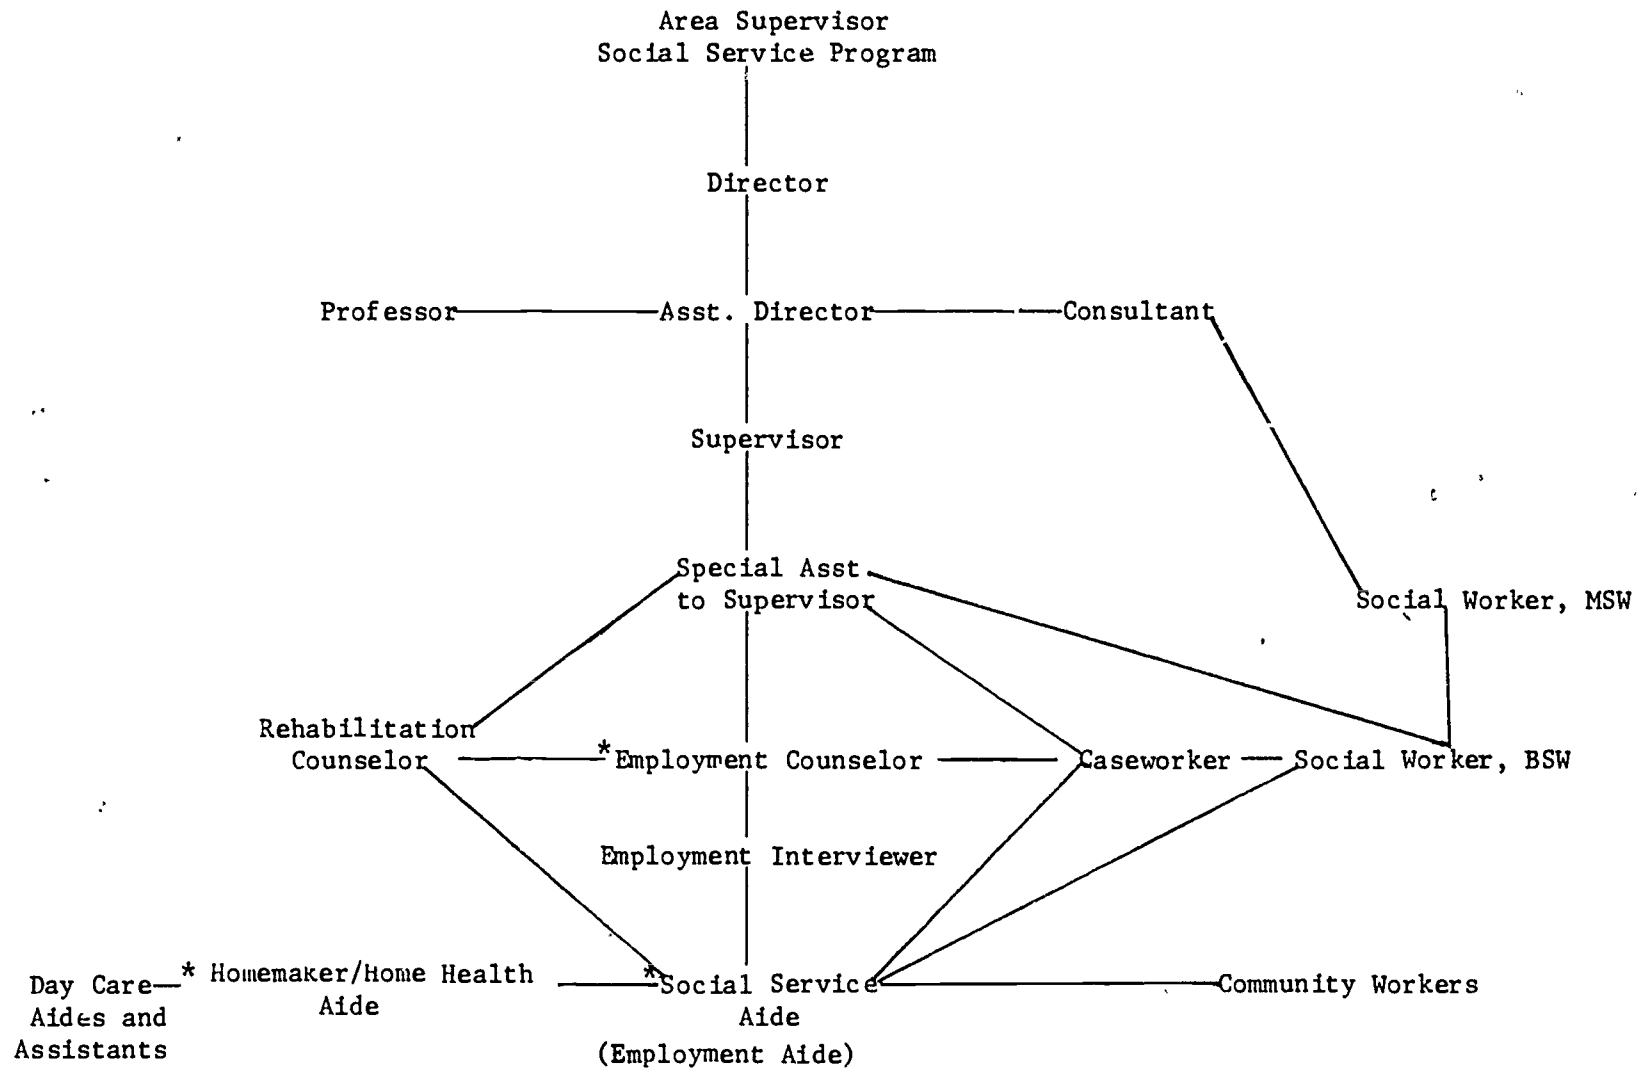 Area Supervisor
Social Service Program
Director
Professor Asst. Director Consultant
Supervisor
Special Asst
to Supervisor
Social Worker, MSW
Rehabilitation
Counselor
*Employment Counselor
Caseworker
Social Worker, BSW
Employment Interviewer
Day Care
Aides and
Assistants
* Homemaker/Home Health
Aide
*Social Service
Aide
(Employment Aide)
Community Workers